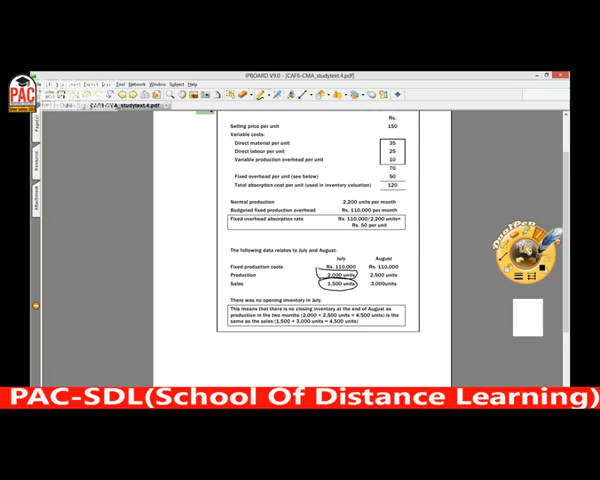 IPBOARD V9.0 - [CAF8-CMA_studytext.4.pdf]
Tool Network Window Subject Help
CAF8-CMA_studytext.4.pdf
PAC
Page(s)
Resource
Attachment
DualPen
Rs.
Selling price per unit 150
Variable costs:
Direct material per unit 35
Direct labour per unit 25
Variable production overhead per unit 10
70
Fixed overhead per unit (see below) 50
Total absorption cost per unit (used in inventory valuation) 120
Normal production 2,200 units per month
Budgeted fixed production overhead Rs. 110,000 per month
Fixed overhead absorption rate Rs. 110,000/2,200 units=
Rs. 50 per unit
The following data relates to July and August:
July August
Fixed production costs Rs. 110,000 Rs. 110,000
Production 2,000 units 2,500 units
Sales 1,500 units 3,000units
There was no opening inventory in July.
This means that there is no closing inventory at the end of August as
production in the two months (2,000 + 2,500 units = 4,500 units) is the
same as the sales (1,500 + 3,000 units = 4,500 units)
PAC-SDL(School Of Distance Learning)